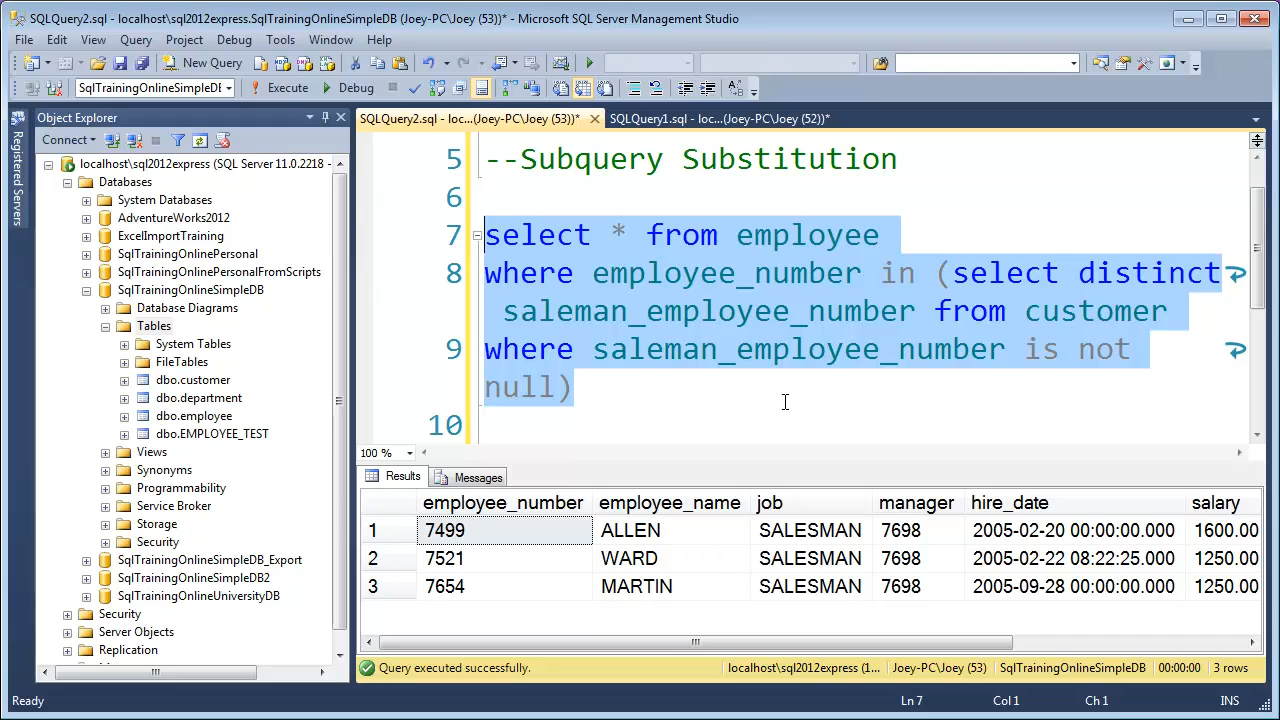 SQLQuery2.sql - localhost\sql2012express.SqlTrainingOnlineSimpleDB (Joey-PC\Joey (53))* - Microsoft SQL Server Management Studio
File Edit View Query Project Debug Tools Window Help
New Query
SqlTrainingOnlineSimpleDB Execute Debug
Registered Servers
Object Explorer
Connect
localhost\sql2012express (SQL Server 11.0.2218 -
Databases
System Databases
AdventureWorks2012
ExcelImportTraining
SqlTrainingOnlinePersonal
SqlTrainingOnlinePersonalFromScripts
SqlTrainingOnlineSimpleDB
Database Diagrams
Tables
System Tables
FileTables
dbo.customer
dbo.department
dbo.employee
dbo.EMPLOYEE_TEST
Views
Synonyms
Programmability
Service Broker
Storage
Security
SqlTrainingOnlineSimpleDB_Export
SqlTrainingOnlineSimpleDB2
SqlTrainingOnlineUniversityDB
Security
Server Objects
Replication
SQLQuery2.sql - loc...(Joey-PC\Joey (53))* SQLQuery1.sql - loc...(Joey-PC\Joey (52))*
5 --Subquery Substitution
6
7 select * from employee
8 where employee_number in (select distinct
saleman_employee_number from customer
9 where saleman_employee_number is not
null)
10
100 %
Results Messages
employee_number employee_name job manager hire_date salary
1 7499 ALLEN SALESMAN 7698 2005-02-20 00:00:00.000 1600.00
2 7521 WARD SALESMAN 7698 2005-02-22 08:22:25.000 1250.00
3 7654 MARTIN SALESMAN 7698 2005-09-28 00:00:00.000 1250.00
Query executed successfully. localhost\sql2012express (1... Joey-PC\Joey (53) SqlTrainingOnlineSimpleDB 00:00:00 3 rows
Ready Ln 7 Col 1 Ch 1 INS